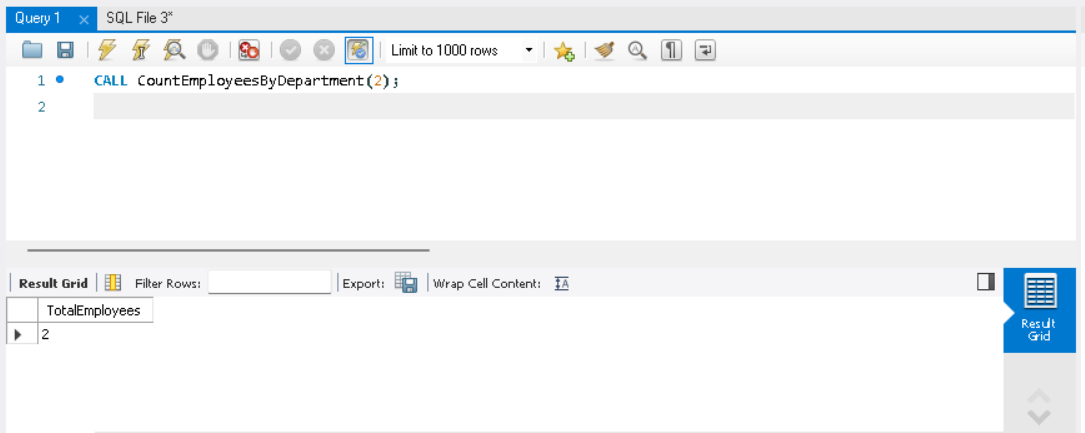 Query 1 SQL File 3*
Limit to 1000 rows
1 CALL CountEmployeesByDepartment(2);
2
Result Grid Filter Rows: Export: Wrap Cell Content: IA
TotalEmployees
2
Result
Grid